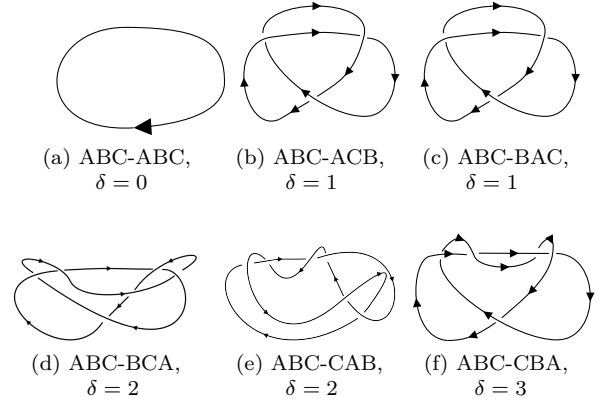 (a) ABC-ABC,
δ = 0
(b) ABC-ACB,
δ = 1
(c) ABC-BAC,
δ = 1
(d) ABC-BCA,
δ = 2
(e) ABC-CAB,
δ = 2
(f) ABC-CBA,
δ = 3